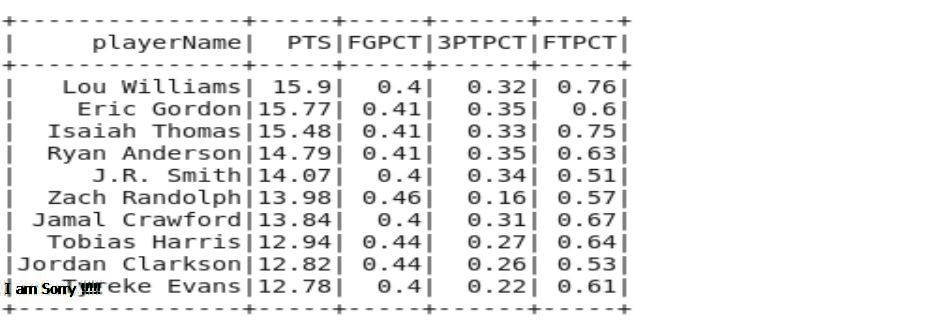 +---------------+-----+-----+------+-----+
|     playerName|  PTS|FGPCT|3PTPCT|FTPCT|
+---------------+-----+-----+------+-----+
|   Lou Williams| 15.9|  0.4|  0.32| 0.76|
|    Eric Gordon|15.77| 0.41|  0.35|  0.6|
|  Isaiah Thomas|15.48| 0.41|  0.33| 0.75|
|  Ryan Anderson|14.79| 0.41|  0.35| 0.63|
|     J.R. Smith|14.07|  0.4|  0.34| 0.51|
|  Zach Randolph|13.98| 0.46|  0.16| 0.57|
| Jamal Crawford|13.84|  0.4|  0.31| 0.67|
|  Tobias Harris|12.94| 0.44|  0.27| 0.64|
|Jordan Clarkson|12.82| 0.44|  0.26| 0.53|
|   Tyreke Evans|12.78|  0.4|  0.22| 0.61|
+---------------+-----+-----+------+-----+
I am Sorry !!!!!